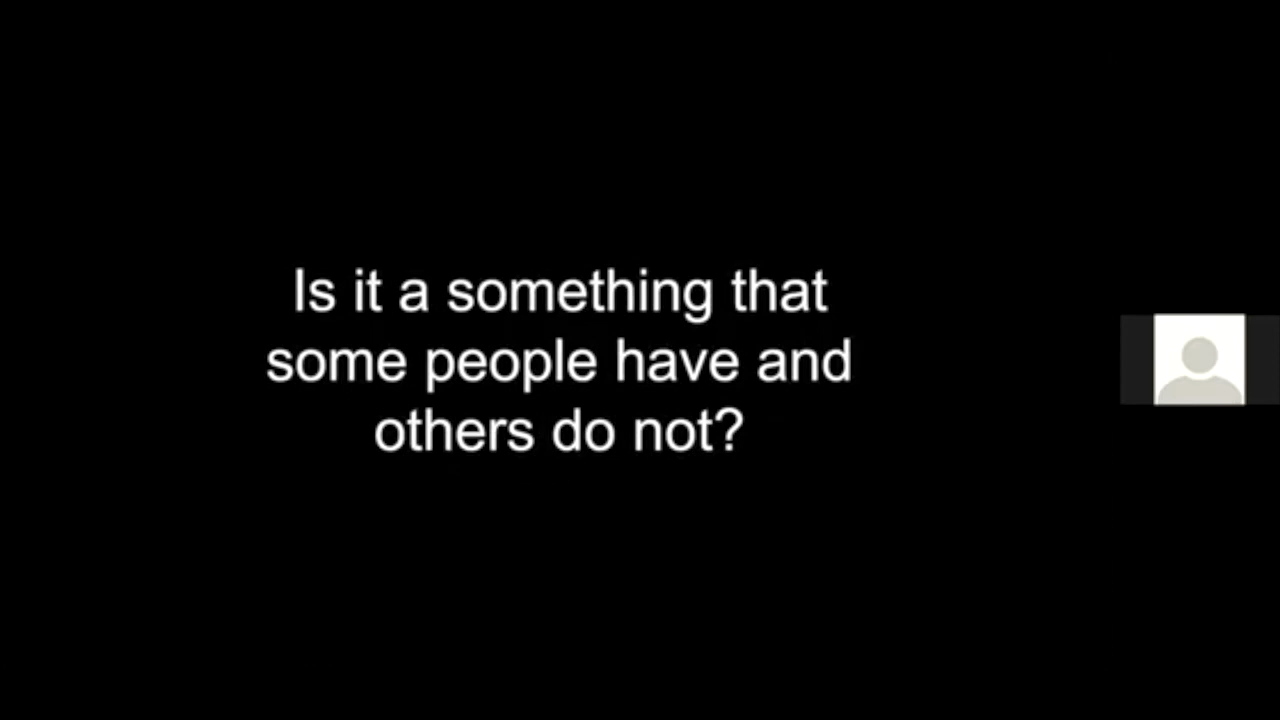 Is it a something that
some people have and
others do not?